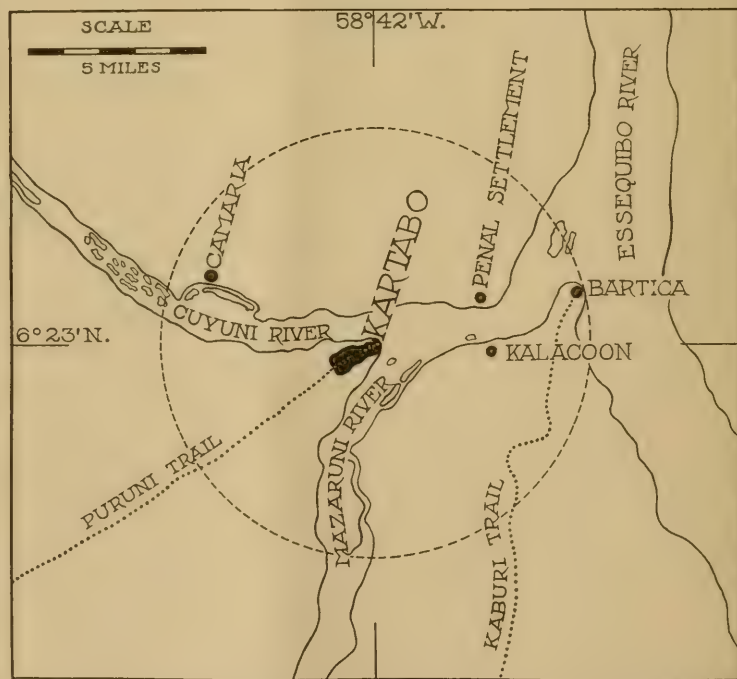 SCALE
5 MILES
58°42'W.
ESSEQUIBO RIVER
PENAL SETTLEMENT
CAMARIA
KARTABO
BARTICA
CUYUNI RIVER
6°23'N.
KALACOON
MAZARUNI RIVER
PURUNI TRAIL
KABURI TRAIL